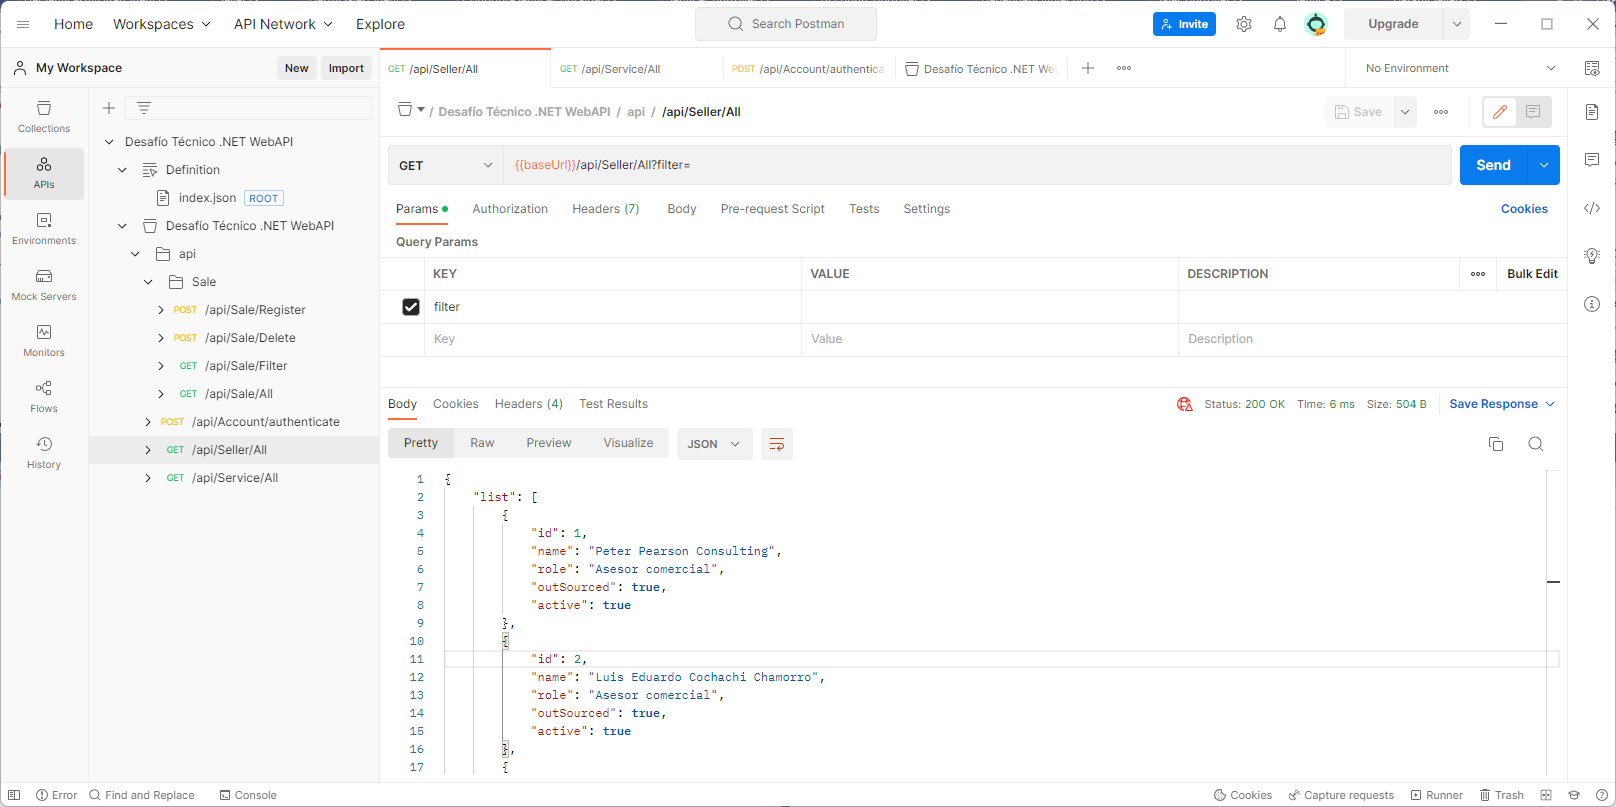 Home
Workspaces
API Network
Explore
Search Postman
Invite
Upgrade
My Workspace
New
Import
GET /api/Seller/All
GET /api/Service/All
POST /api/Account/authentica
Desafío Técnico .NET We
No Environment
Collections
APIs
Environments
Mock Servers
Monitors
Flows
History
Desafío Técnico .NET WebAPI
Definition
index.json ROOT
Desafío Técnico .NET WebAPI
api
Sale
POST /api/Sale/Register
POST /api/Sale/Delete
GET /api/Sale/Filter
GET /api/Sale/All
POST /api/Account/authenticate
GET /api/Seller/All
GET /api/Service/All
/ Desafío Técnico .NET WebAPI / api / /api/Seller/All
Save
GET
{{baseUrl}}/api/Seller/All?filter=
Send
Params
Authorization
Headers (7)
Body
Pre-request Script
Tests
Settings
Cookies
Query Params
KEY
VALUE
DESCRIPTION
Bulk Edit
filter
Key
Value
Description
Body
Cookies
Headers (4)
Test Results
Status: 200 OK
Time: 6 ms
Size: 504 B
Save Response
Pretty
Raw
Preview
Visualize
JSON
1 {
2 "list": [
3 {
4 "id": 1,
5 "name": "Peter Pearson Consulting",
6 "role": "Asesor comercial",
7 "outSourced": true,
8 "active": true
9 },
10 {
11 "id": 2,
12 "name": "Luis Eduardo Cochachi Chamorro",
13 "role": "Asesor comercial",
14 "outSourced": true,
15 "active": true
16 },
17 {
Error
Find and Replace
Console
Cookies
Capture requests
Runner
Trash